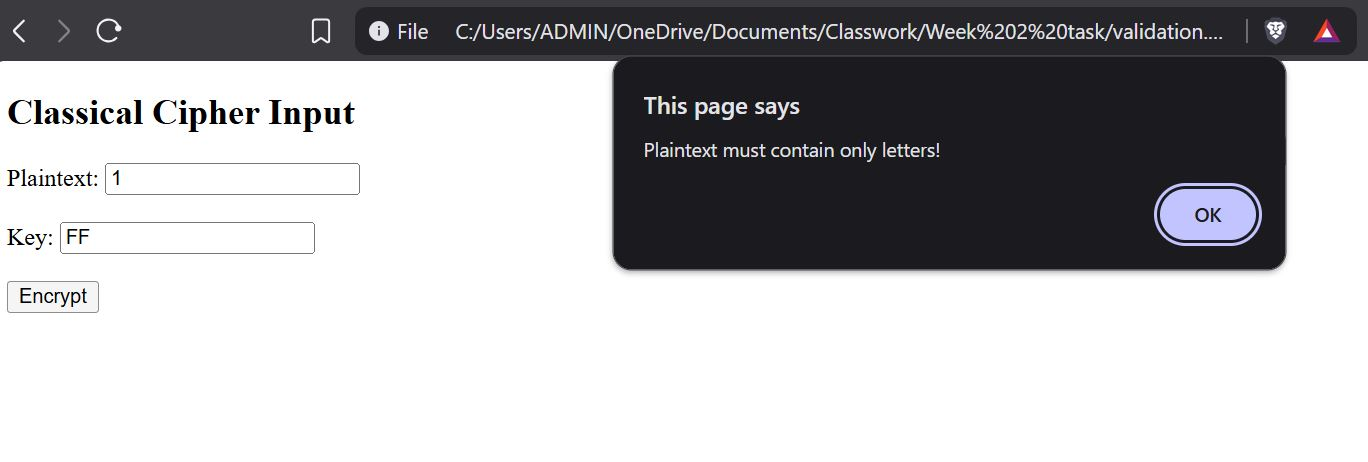 File C:/Users/ADMIN/OneDrive/Documents/Classwork/Week%202%20task/validation....
This page says
Plaintext must contain only letters!
OK
Classical Cipher Input
Plaintext: 1
Key: FF
Encrypt